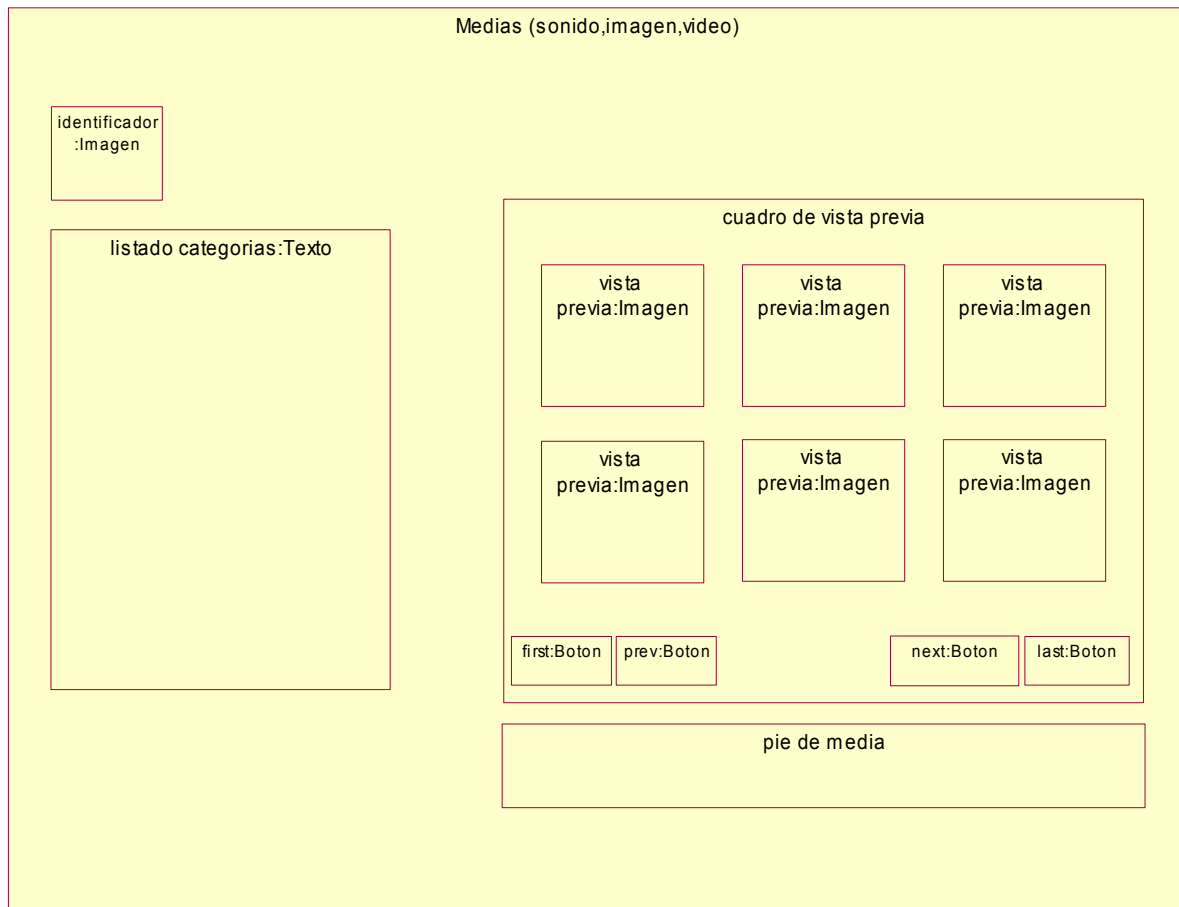 Medias (sonido,imagen,video)
identificador
:Imagen
listado categorias:Texto
cuadro de vista previa
vista
previa:Imagen
vista
previa:Imagen
vista
previa:Imagen
vista
previa:Imagen
vista
previa:Imagen
vista
previa:Imagen
first:Boton
prev:Boton
next:Boton
last:Boton
pie de media